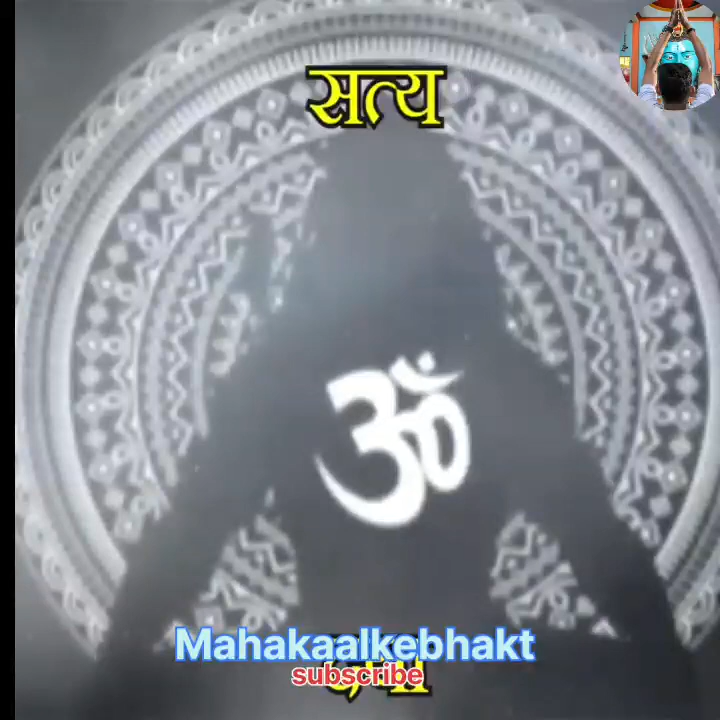 सत्य
ॐ
Mahakaalkebhakt
subscribe